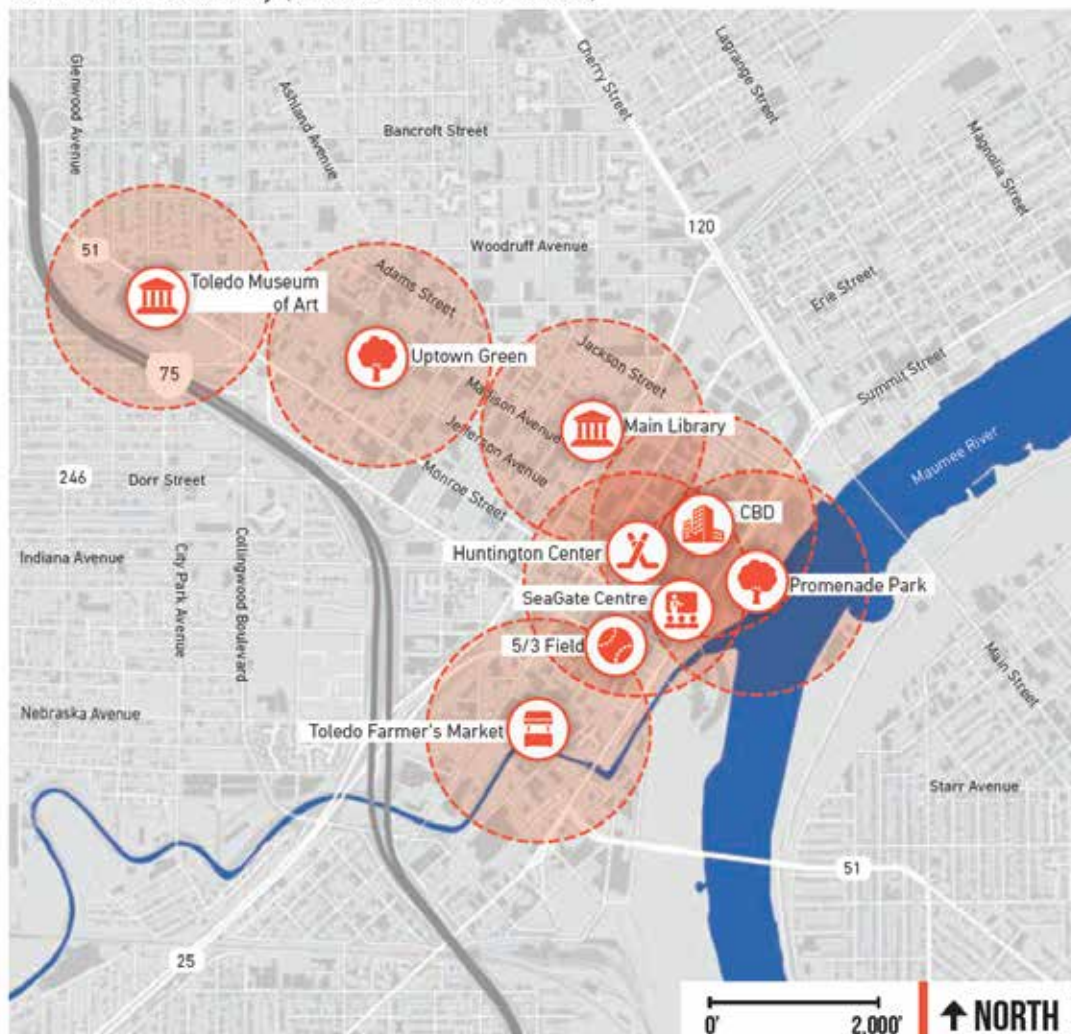 Glenwood Avenue
Ashland Avenue
Bancroft Street
Cherry Street
Lagrange Street
Magnolia Street
120
Woodruff Avenue
51
Toledo Museum
of Art
Adams Street
Uptown Green
Erie Street
Jackson Street
Summit Street
75
Madison Avenue
Main Library
Jefferson Avenue
Monroe Street
Maumee River
246
Dorr Street
CBD
Indiana Avenue
City Park Avenue
Collingwood Boulevard
Huntington Center
Promenade Park
SeaGate Centre
5/3 Field
Main Street
Nebraska Avenue
Toledo Farmer's Market
Starr Avenue
51
25
0'
2,000'
NORTH